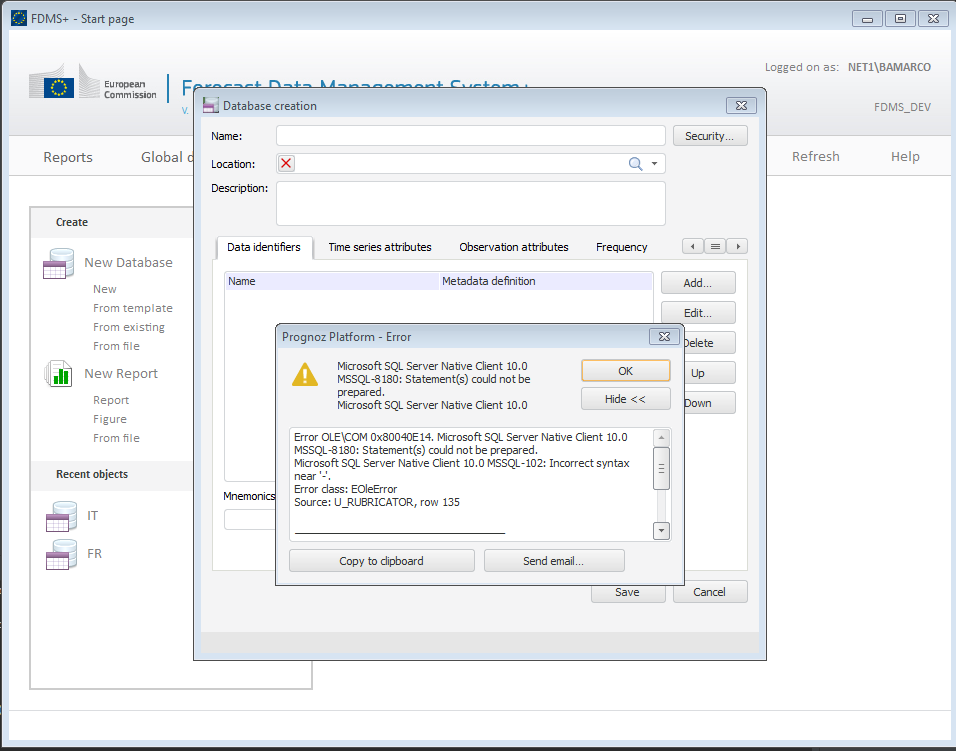 FDMS+ - Start page
Logged on as: NET1\BAMARCO
European
Commission
Forecast Data Management System+
V.
FDMS_DEV
Reports
Global d
Refresh
Help
Create
New Database
New
From template
From existing
From file
New Report
Report
Figure
From file
Recent objects
IT
FR
Database creation
Name:
Security...
Location:
Description:
Data identifiers
Time series attributes
Observation attributes
Frequency
Name
Metadata definition
Add...
Edit...
Delete
Up
Down
Mnemonics
Save
Cancel
Prognoz Platform - Error
Microsoft SQL Server Native Client 10.0
MSSQL-8180: Statement(s) could not be
prepared.
Microsoft SQL Server Native Client 10.0
OK
Hide <<
Error OLE\COM 0x80040E14. Microsoft SQL Server Native Client 10.0
MSSQL-8180: Statement(s) could not be prepared.
Microsoft SQL Server Native Client 10.0 MSSQL-102: Incorrect syntax
near '-'.
Error class: EOleError
Source: U_RUBRICATOR, row 135
Copy to clipboard
Send email...